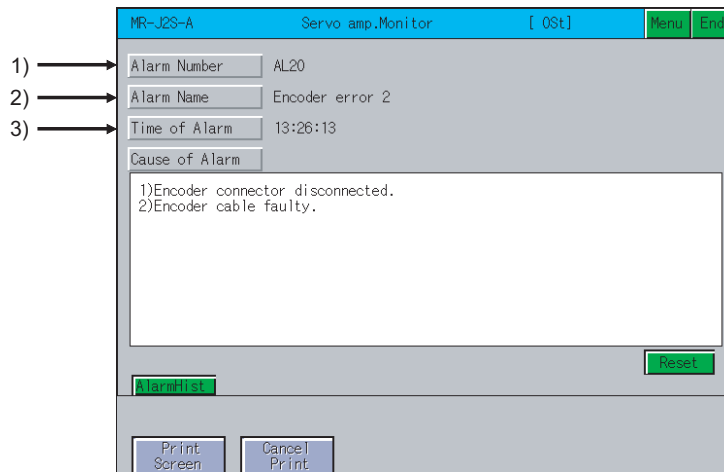 MR-J2S-A Servo amp.Monitor [ OSt] Menu End
1) Alarm Number AL20
2) Alarm Name Encoder error 2
3) Time of Alarm 13:26:13
Cause of Alarm
1)Encoder connector disconnected.
2)Encoder cable faulty.
Reset
AlarmHist
Print Screen
Cancel Print